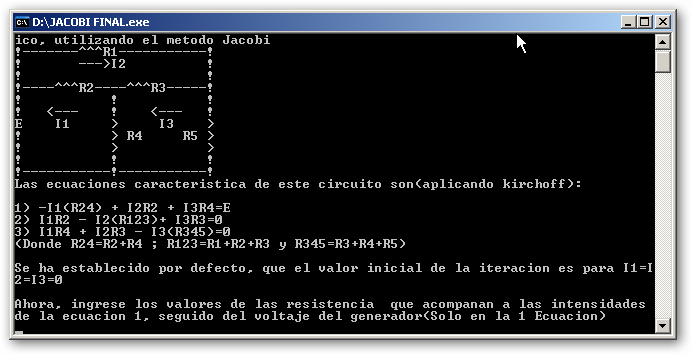 D:\JACOBI FINAL.exe
ico, utilizando el metodo Jacobi
!--------^^^R1------------!
!       --->I2            !
!                         !
!----^^^R2----^^^R3-----!
!            !            !
!   <---     !    <---    !
E    I1      >     I3     >
!            > R4     R5  >
!            >            >
!            !            !
!------------!------------!
Las ecuaciones caracteristica de este circuito son(aplicando kirchoff):
1) -I1(R24) + I2R2 + I3R4=E
2) I1R2 - I2(R123)+ I3R3=0
3) I1R4 + I2R3 - I3(R345)=0
(Donde R24=R2+R4 ; R123=R1+R2+R3 y R345=R3+R4+R5)
Se ha establecido por defecto, que el valor inicial de la iteracion es para I1=I
2=I3=0
Ahora, ingrese los valores de las resistencia  que acompanan a las intensidades
de la ecuacion 1, seguido del voltaje del generador(Solo en la 1 Ecuacion)